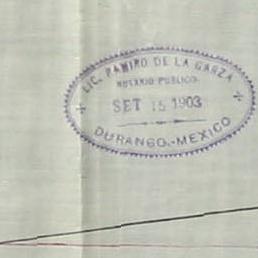 LIC. RAMIRO DE LA GARZA
NOTARIO PUBLICO.
SET 15 1903
DURANGO.-MEXICO